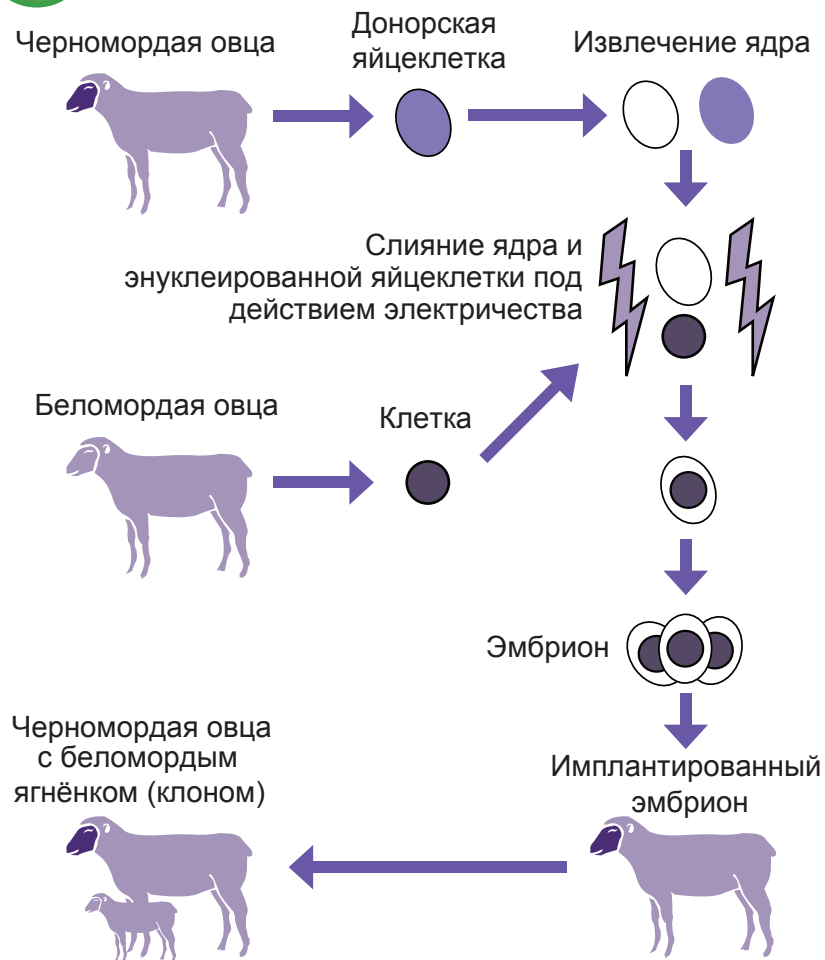 Черномордая овца
Донорская
яйцеклетка
Извлечение ядра
Слияние ядра и
энуклеированной яйцеклетки под
действием электричества
Беломордая овца
Клетка
Эмбрион
Черномордая овца
с беломордым
ягнёнком (клоном)
Имплантированный
эмбрион